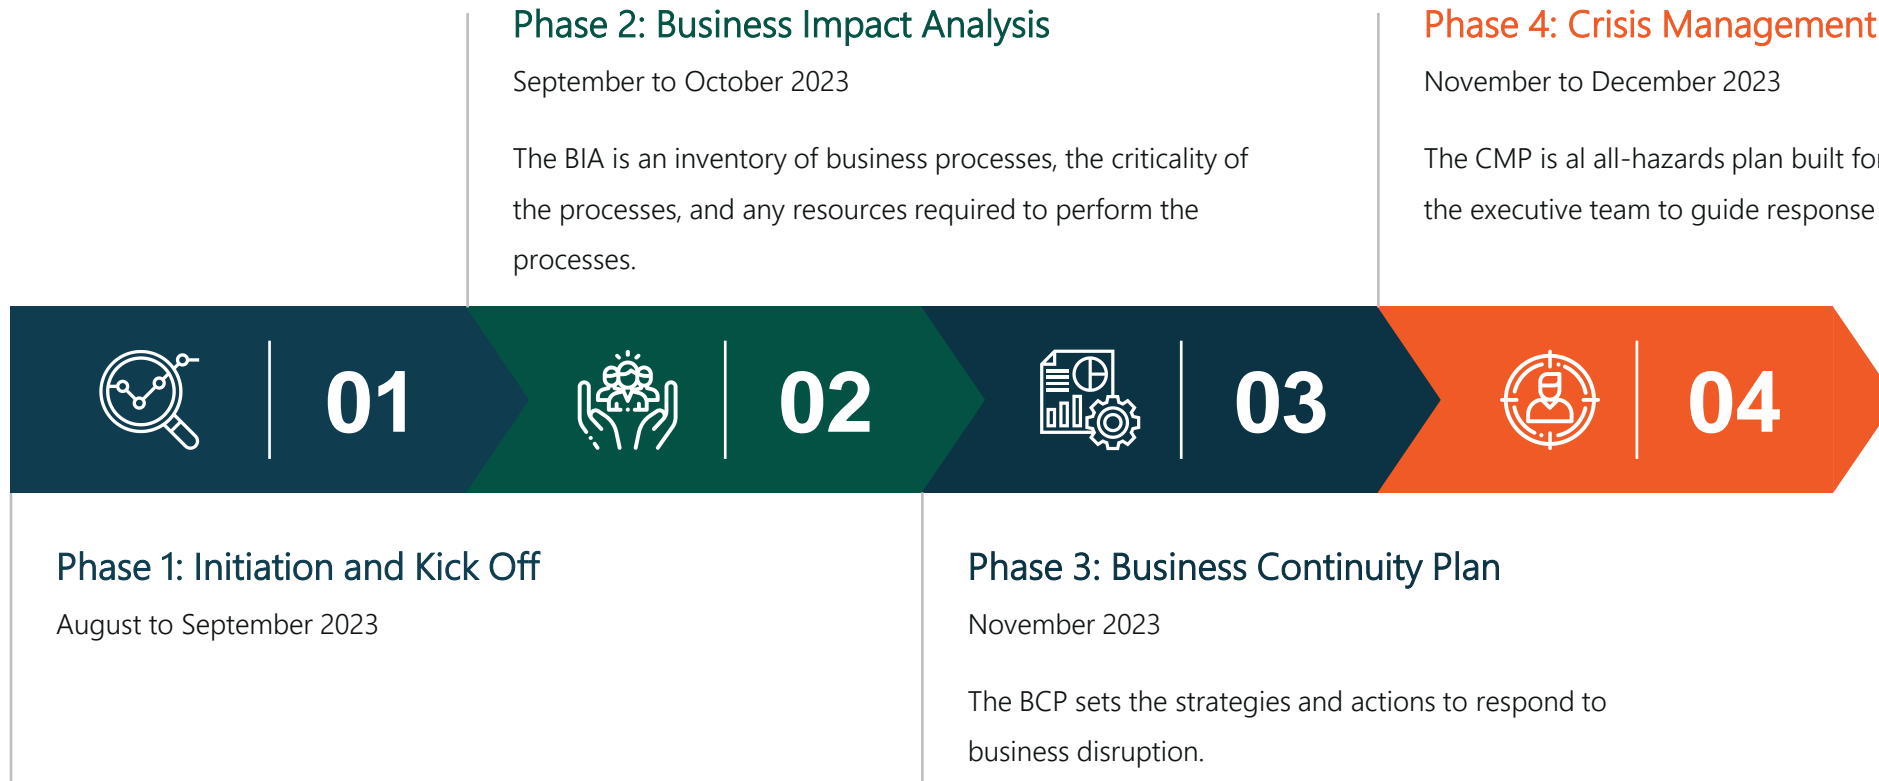 Phase 2: Business Impact Analysis
September to October 2023
The BIA is an inventory of business processes, the criticality of
the processes, and any resources required to perform the
processes.
Phase 4: Crisis Management
November to December 2023
The CMP is al all-hazards plan built for
the executive team to guide response
01
02
03
04
Phase 1: Initiation and Kick Off
August to September 2023
Phase 3: Business Continuity Plan
November 2023
The BCP sets the strategies and actions to respond to
business disruption.